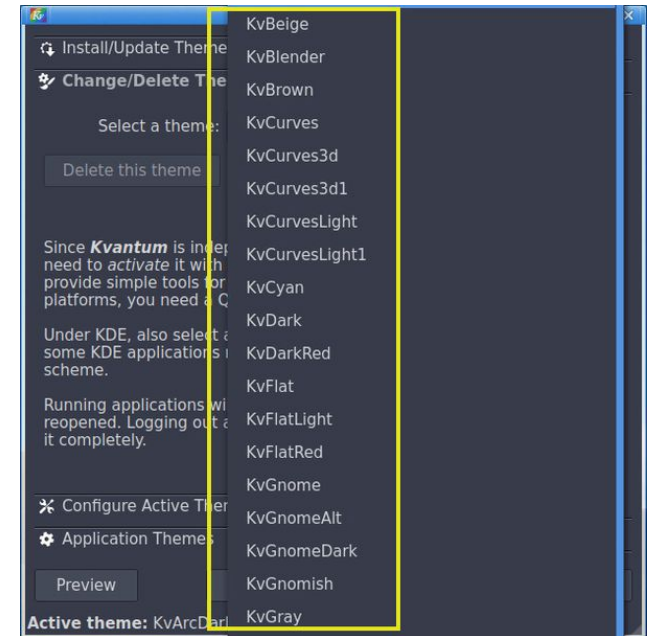 Install/Update Theme
Change/Delete The
Select a theme:
Delete this theme
Since Kvantum is indep
need to activate it with
provide simple tools for
platforms, you need a Q
Under KDE, also select a
some KDE applications
scheme.
Running applications wi
reopened. Logging out a
it completely.
Configure Active Ther
Application Themes
Preview
Active theme: KvArcDar
KvBeige
KvBlender
KvBrown
KvCurves
KvCurves3d
KvCurves3d1
KvCurvesLight
KvCurvesLight1
KvCyan
KvDark
KvDarkRed
KvFlat
KvFlatLight
KvFlatRed
KvGnome
KvGnomeAlt
KvGnomeDark
KvGnomish
KvGray